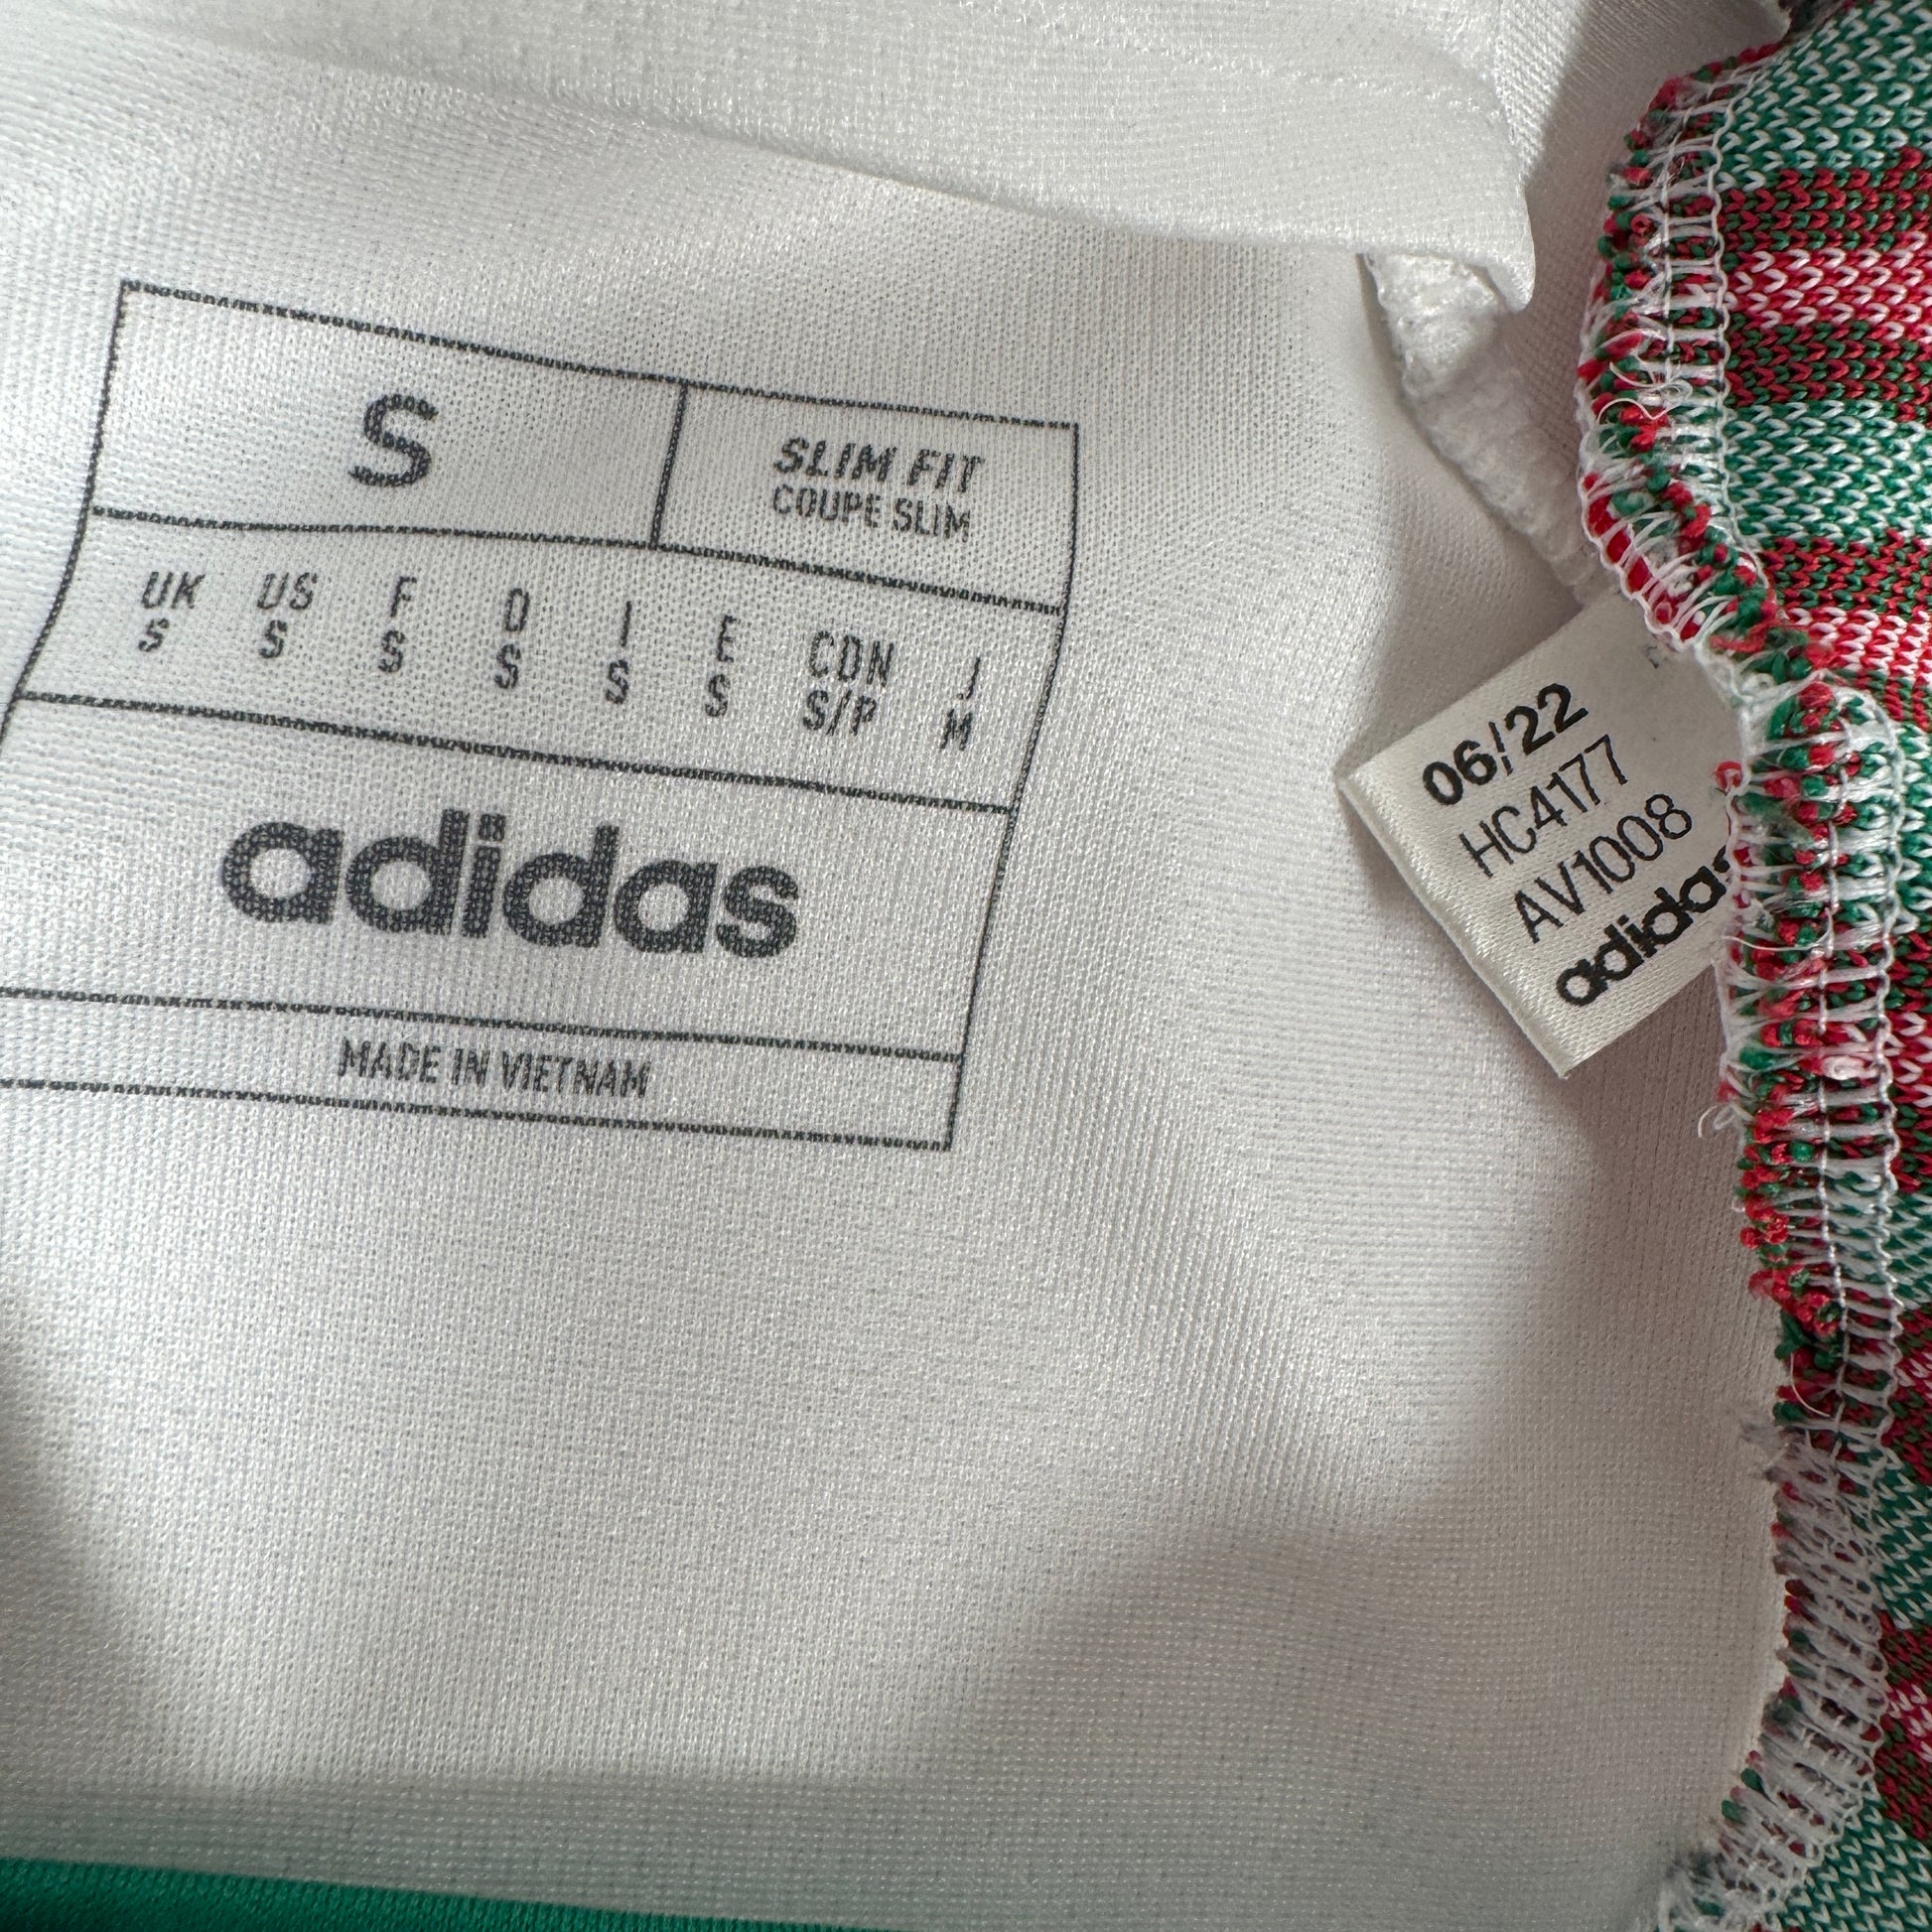 S
SLIM FIT
COUPE SLIM
UK US F D I E CDN J
S S S S S S S/P M
adidas
MADE IN VIETNAM
06/22
HC4177
AV1008
adidas